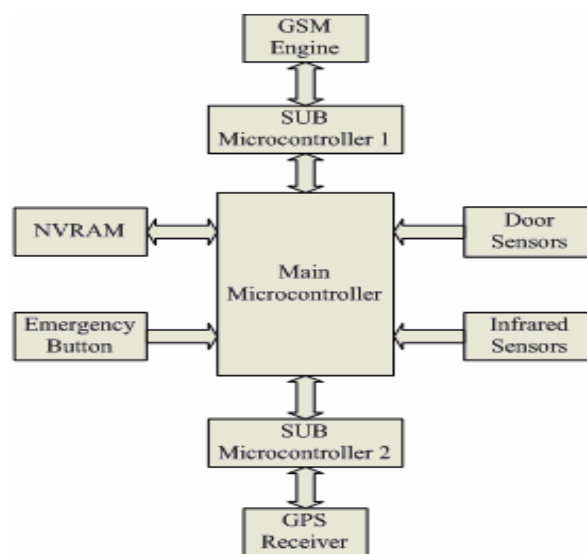 GSM
Engine
SUB
Microcontroller 1
NVRAM
Main
Microcontroller
Door
Sensors
Emergency
Button
Infrared
Sensors
SUB
Microcontroller 2
GPS
Receiver